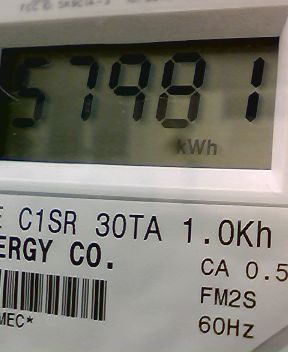 57981
kWh
E C1SR 30TA 1.0Kh
ERGY CO.
CA 0.5
FM2S
MEC*
60Hz